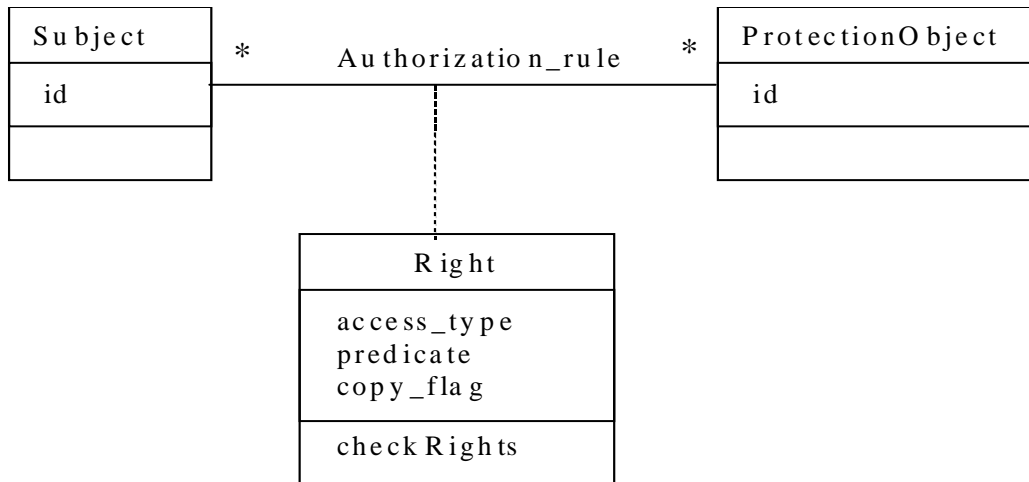 Subject
id
*
Authorization_rule
*
ProtectionObject
id
Right
access_type
predicate
copy_flag
checkRights